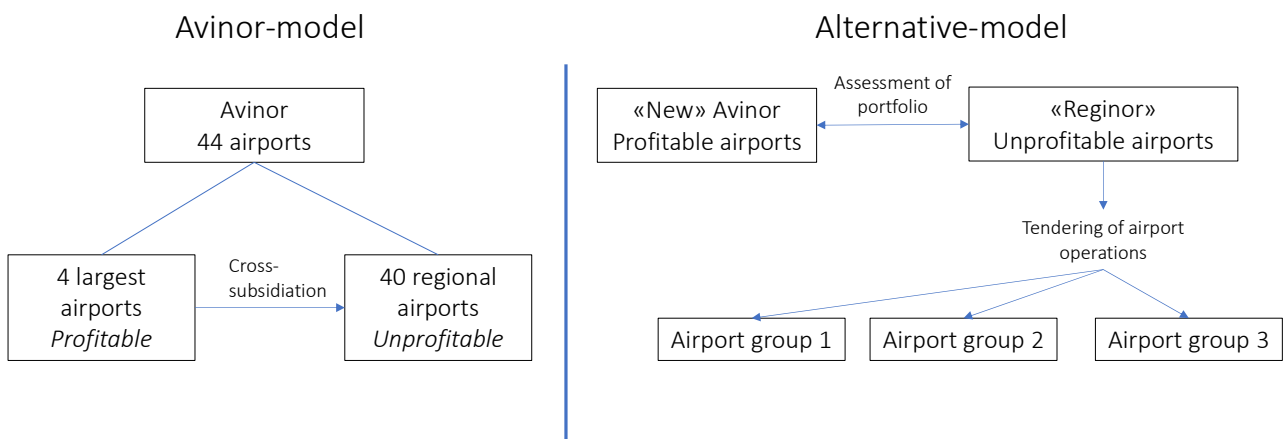 Avinor-model
Avinor
44 airports
4 largest
airports
Profitable
Cross-
subsidiation
40 regional
airports
Unprofitable
Alternative-model
«New» Avinor
Profitable airports
Assessment of
portfolio
«Reginor»
Unprofitable airports
Tendering of airport
operations
Airport group 1
Airport group 2
Airport group 3